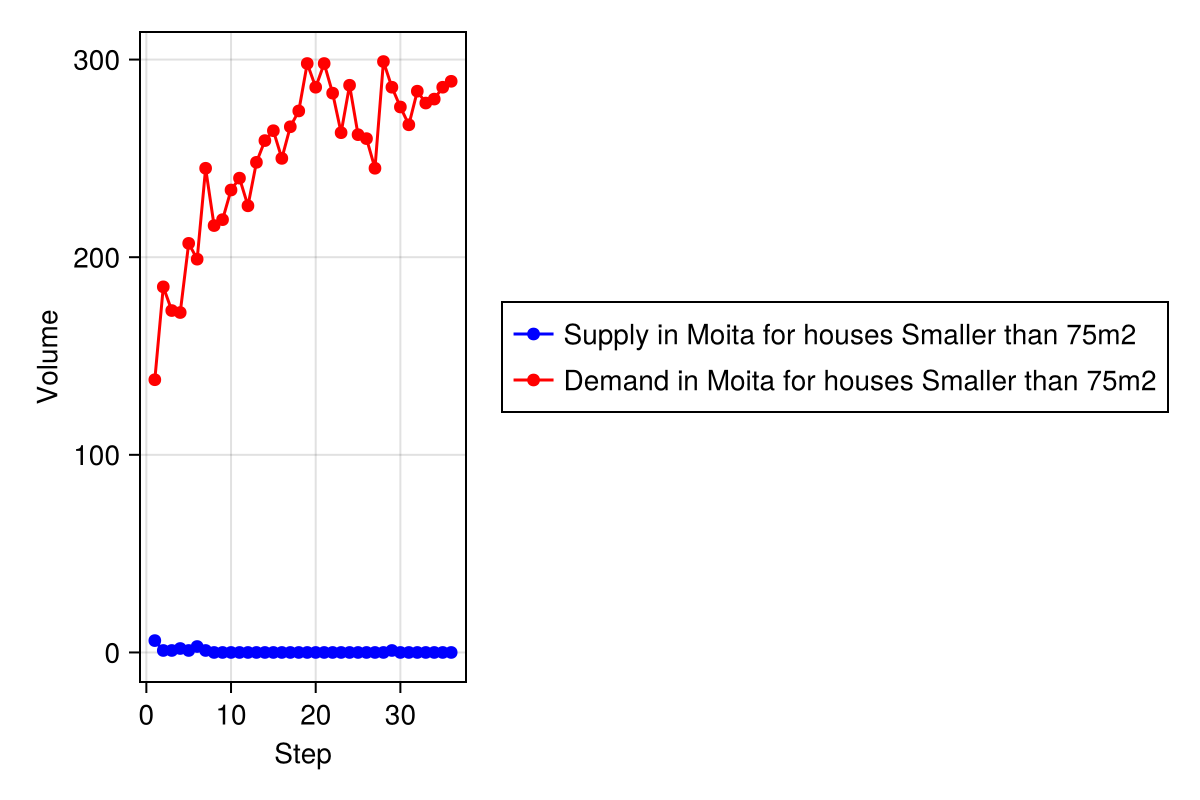 300
200
100
0
Volume
0 10 20 30
Step
Supply in Moita for houses Smaller than 75m2
Demand in Moita for houses Smaller than 75m2